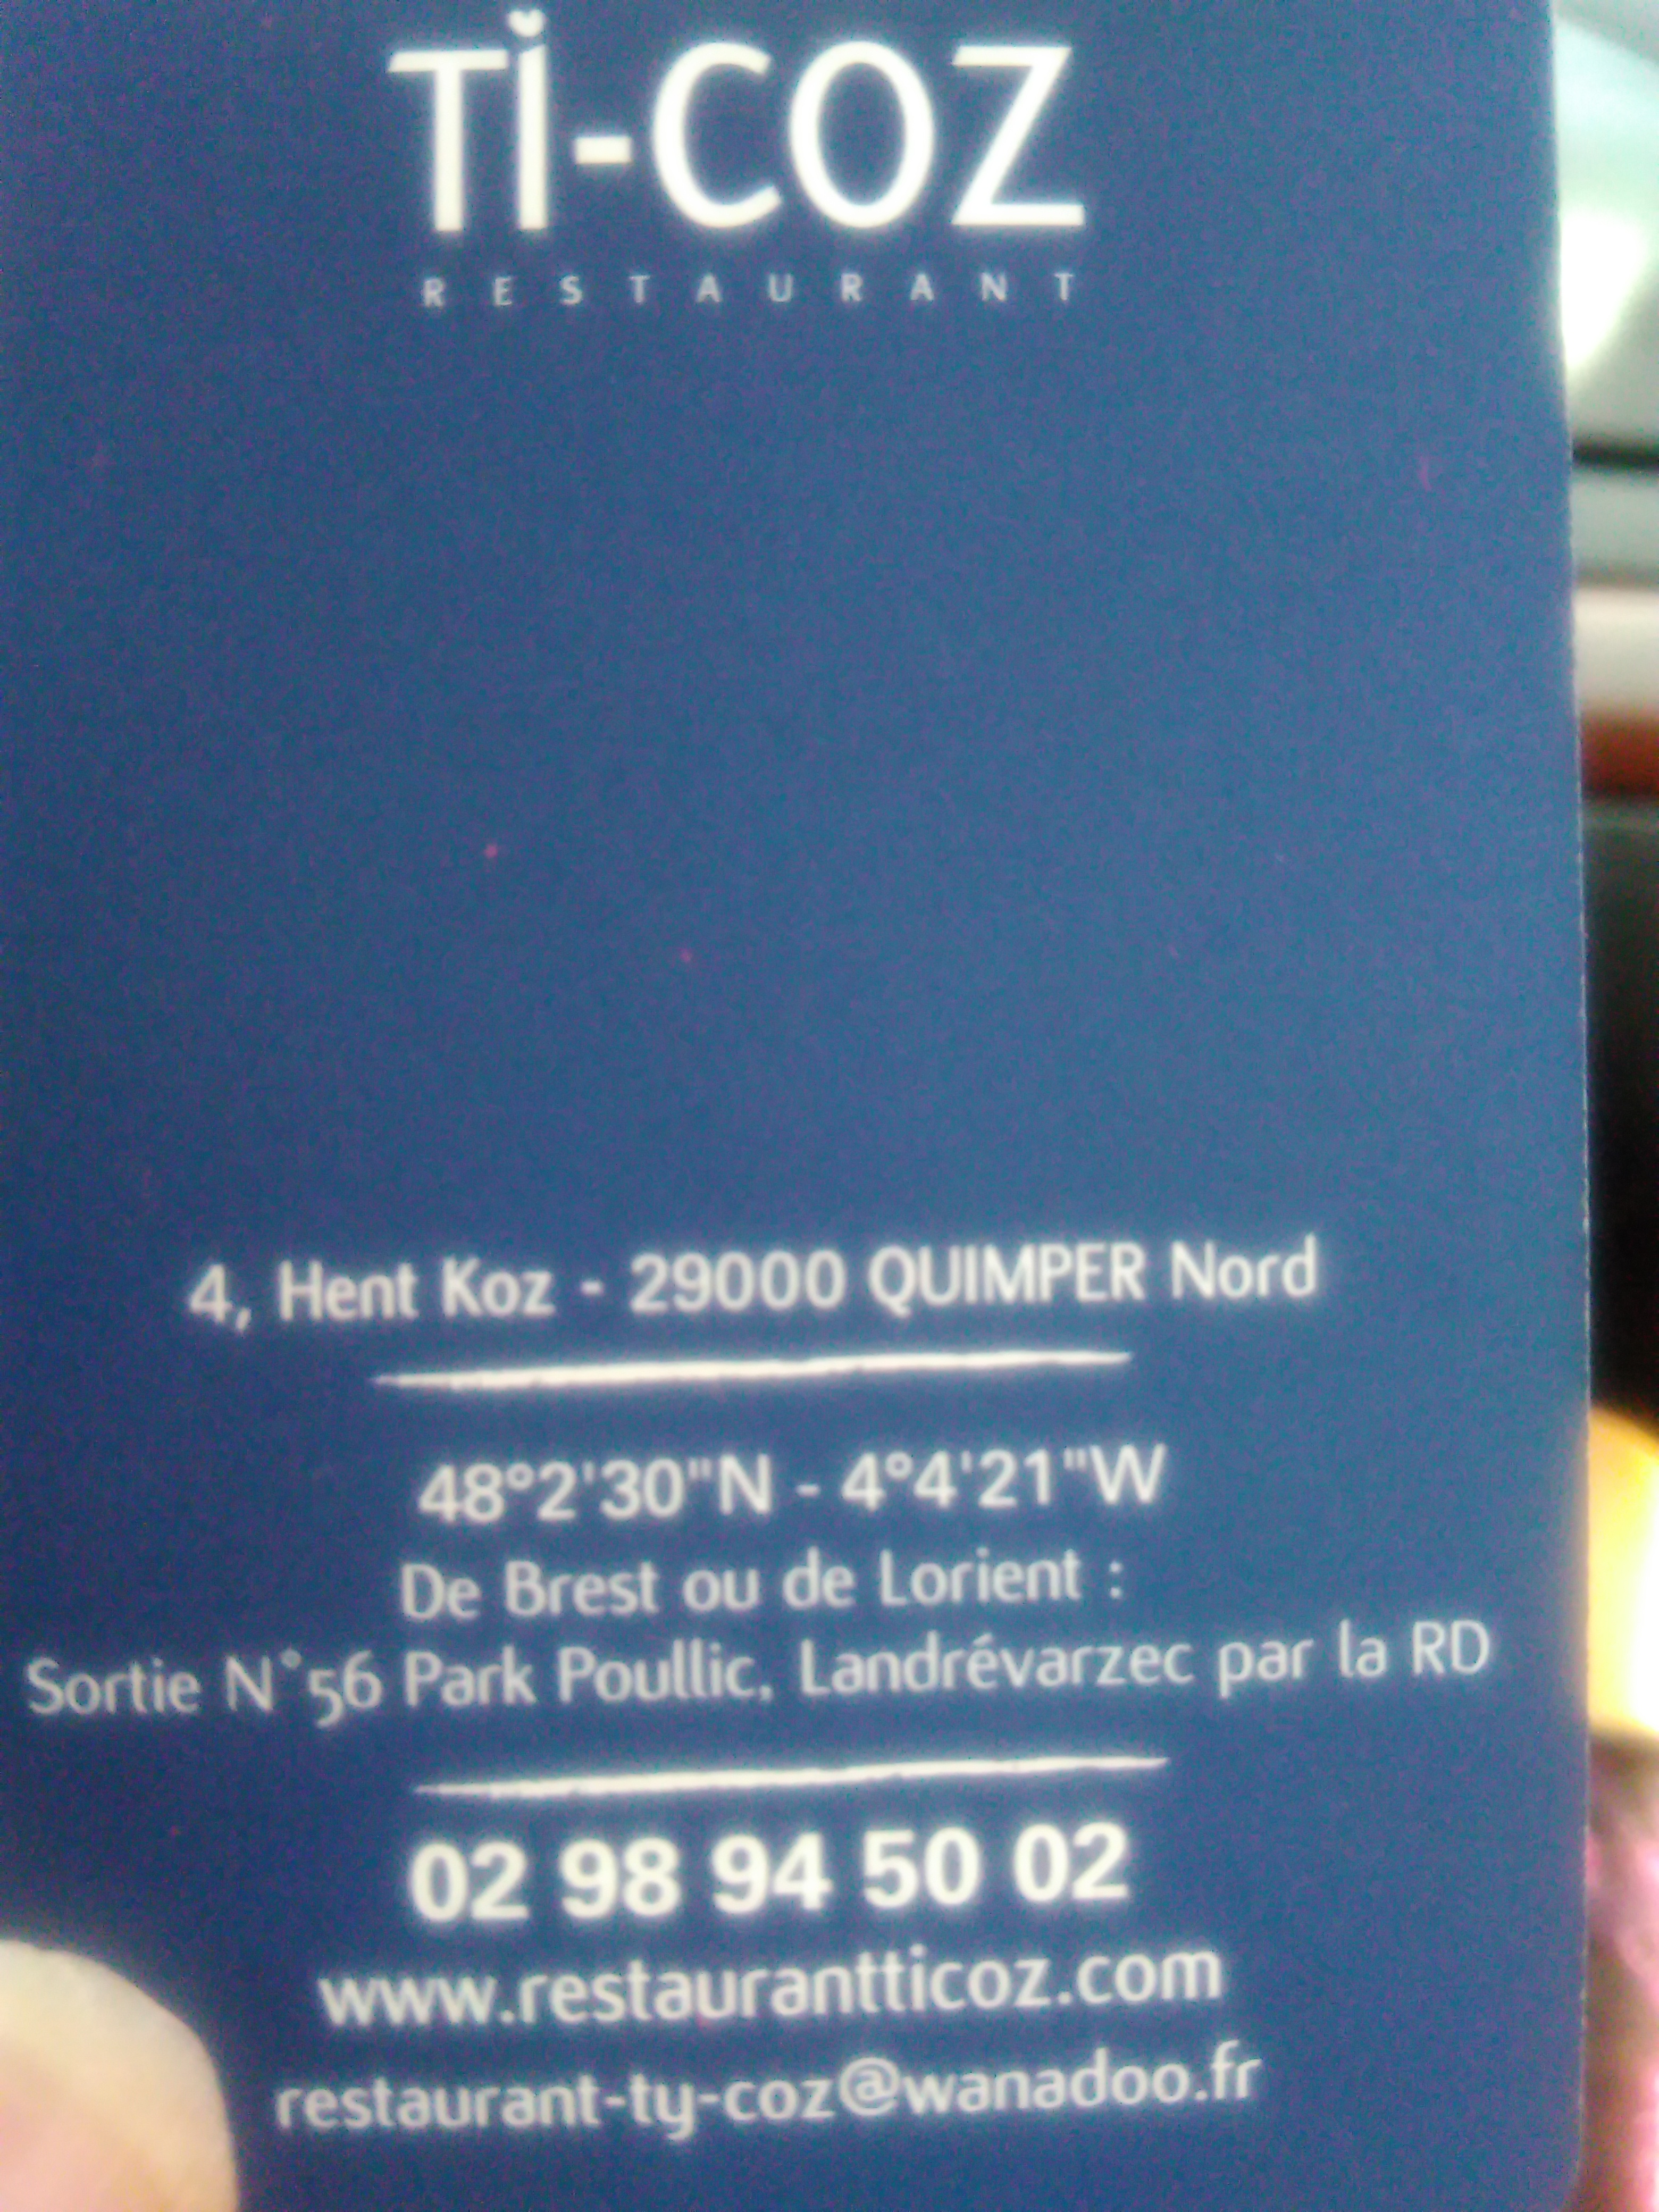 Ti-COZ
RESTAURANT
4, Hent Koz - 29000 QUIMPER Nord
48°2'30"N - 4°4'21"W
De Brest ou de Lorient :
Sortie N°56 Park Poullic, Landrévarzec par la RD
02 98 94 50 02
www.restaurantticoz.com
restaurant-ty-coz@wanadoo.fr